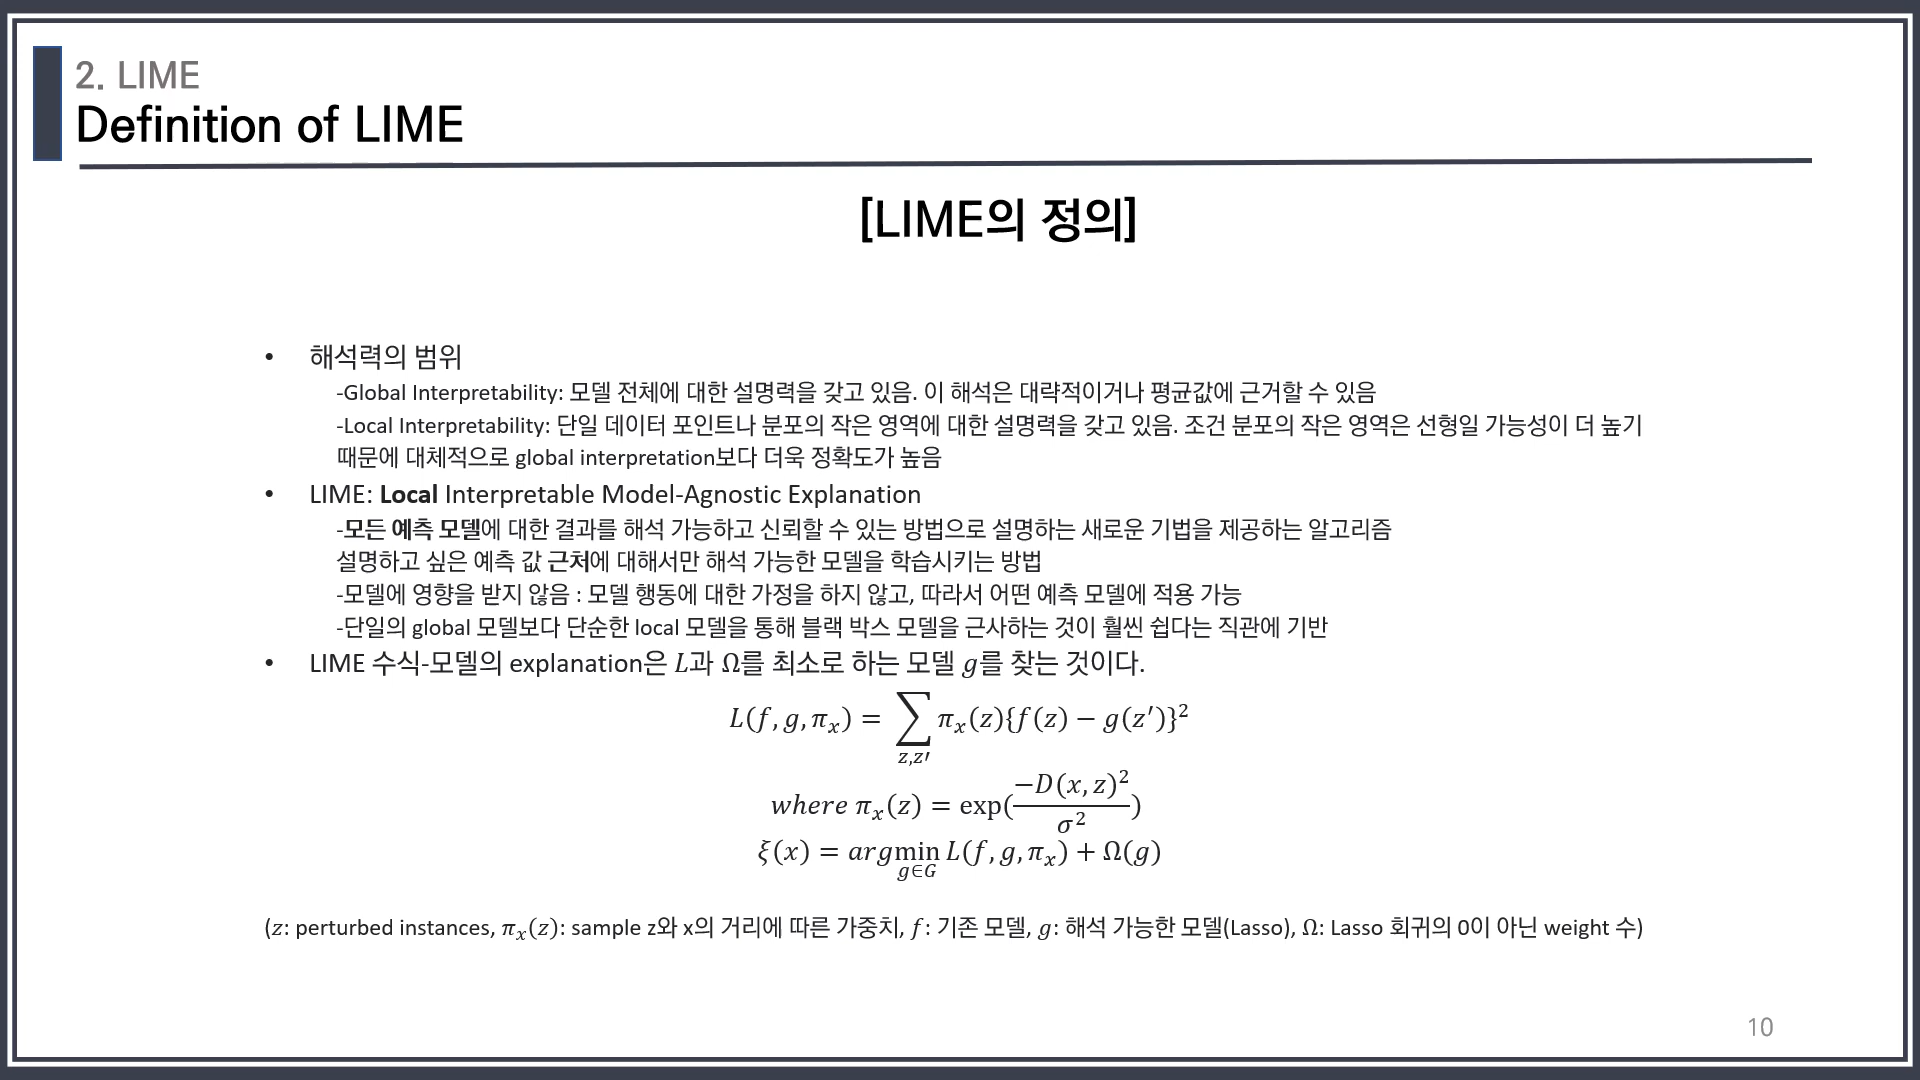 2. LIME
Definition of LIME
[LIME의 정의]
• 해석력의 범위
-Global Interpretability: 모델 전체에 대한 설명력을 갖고 있음. 이 해석은 대략적이거나 평균값에 근거할 수 있음
-Local Interpretability: 단일 데이터 포인트나 분포의 작은 영역에 대한 설명력을 갖고 있음. 조건 분포의 작은 영역은 선형일 가능성이 더 높기
때문에 대체적으로 global interpretation보다 더욱 정확도가 높음
• LIME: Local Interpretable Model-Agnostic Explanation
-모든 예측 모델에 대한 결과를 해석 가능하고 신뢰할 수 있는 방법으로 설명하는 새로운 기법을 제공하는 알고리즘
설명하고 싶은 예측 값 근처에 대해서만 해석 가능한 모델을 학습시키는 방법
-모델에 영향을 받지 않음 : 모델 행동에 대한 가정을 하지 않고, 따라서 어떤 예측 모델에 적용 가능
-단일의 global 모델보다 단순한 local 모델을 통해 블랙 박스 모델을 근사하는 것이 훨씬 쉽다는 직관에 기반
• LIME 수식-모델의 explanation은 L과 Ω를 최소로 하는 모델 g를 찾는 것이다.
L(f, g, π_x) = ∑_{z,z′} π_x(z){f(z) − g(z′)}²
where π_x(z) = exp(−D(x, z)² / σ²)
ξ(x) = argmin_{g∈G} L(f, g, π_x) + Ω(g)
(z: perturbed instances, π_x(z): sample z와 x의 거리에 따른 가중치, f: 기존 모델, g: 해석 가능한 모델(Lasso), Ω: Lasso 회귀의 0이 아닌 weight 수)
10